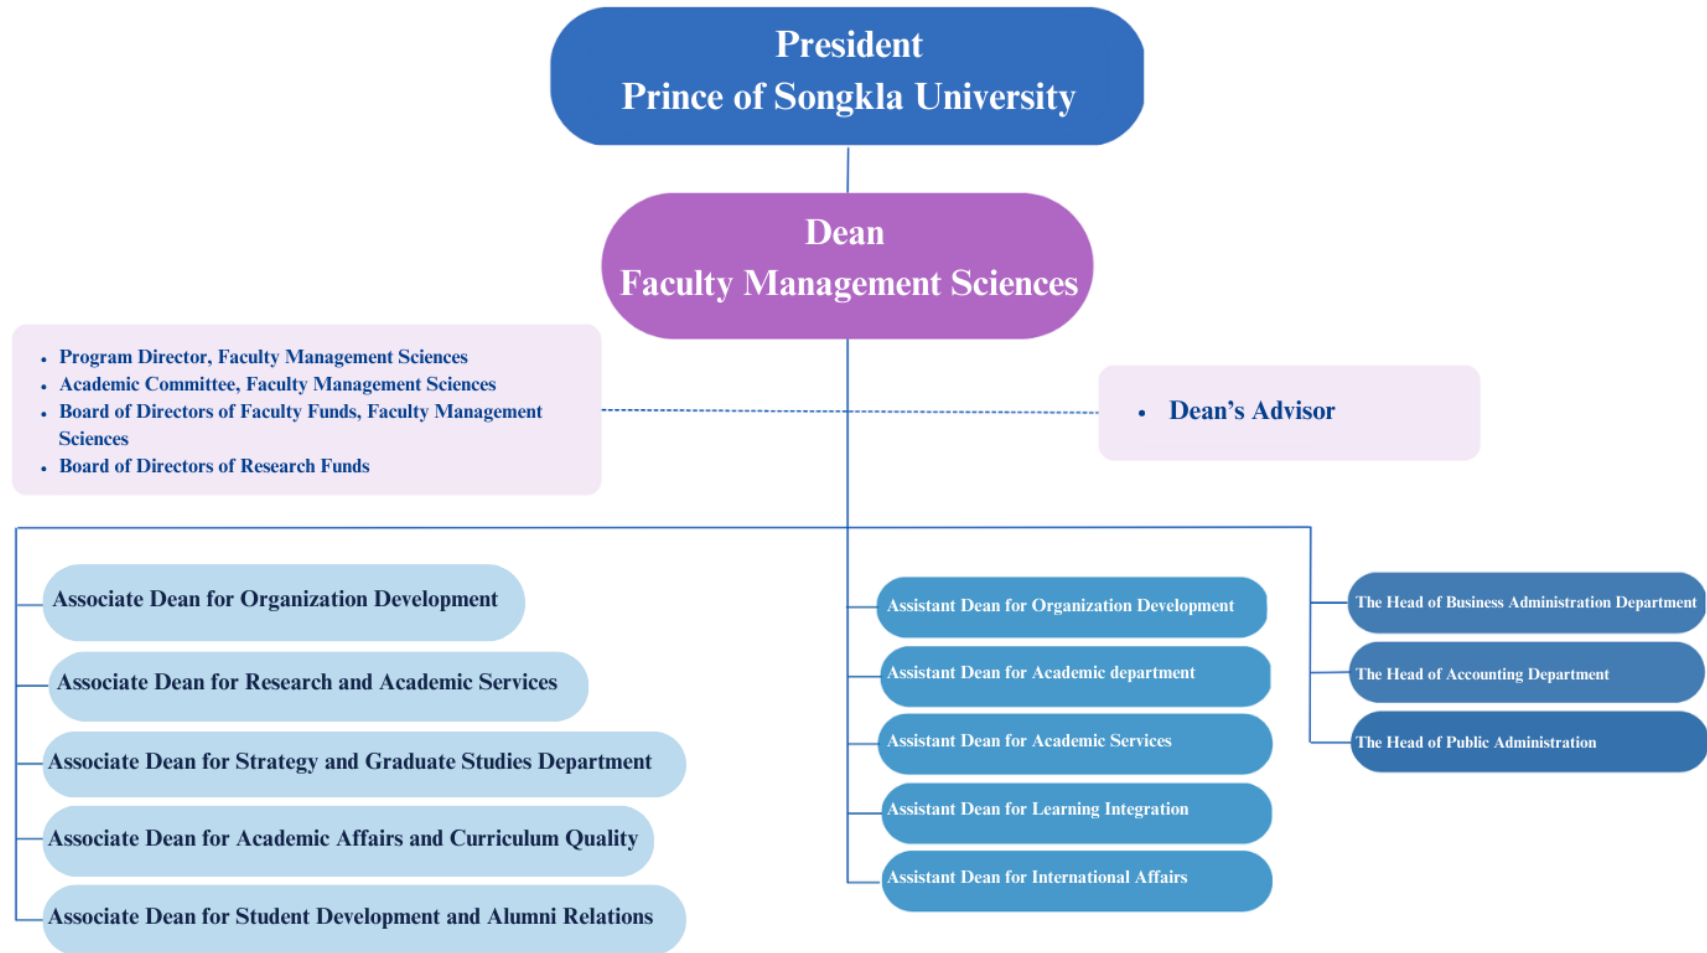 President
Prince of Songkla University
Dean
Faculty Management Sciences
• Program Director, Faculty Management Sciences
• Academic Committee, Faculty Management Sciences
• Board of Directors of Faculty Funds, Faculty Management
Sciences
• Board of Directors of Research Funds
• Dean’s Advisor
Associate Dean for Organization Development
Associate Dean for Research and Academic Services
Associate Dean for Strategy and Graduate Studies Department
Associate Dean for Academic Affairs and Curriculum Quality
Associate Dean for Student Development and Alumni Relations
Assistant Dean for Organization Development
Assistant Dean for Academic department
Assistant Dean for Academic Services
Assistant Dean for Learning Integration
Assistant Dean for International Affairs
The Head of Business Administration Department
The Head of Accounting Department
The Head of Public Administration